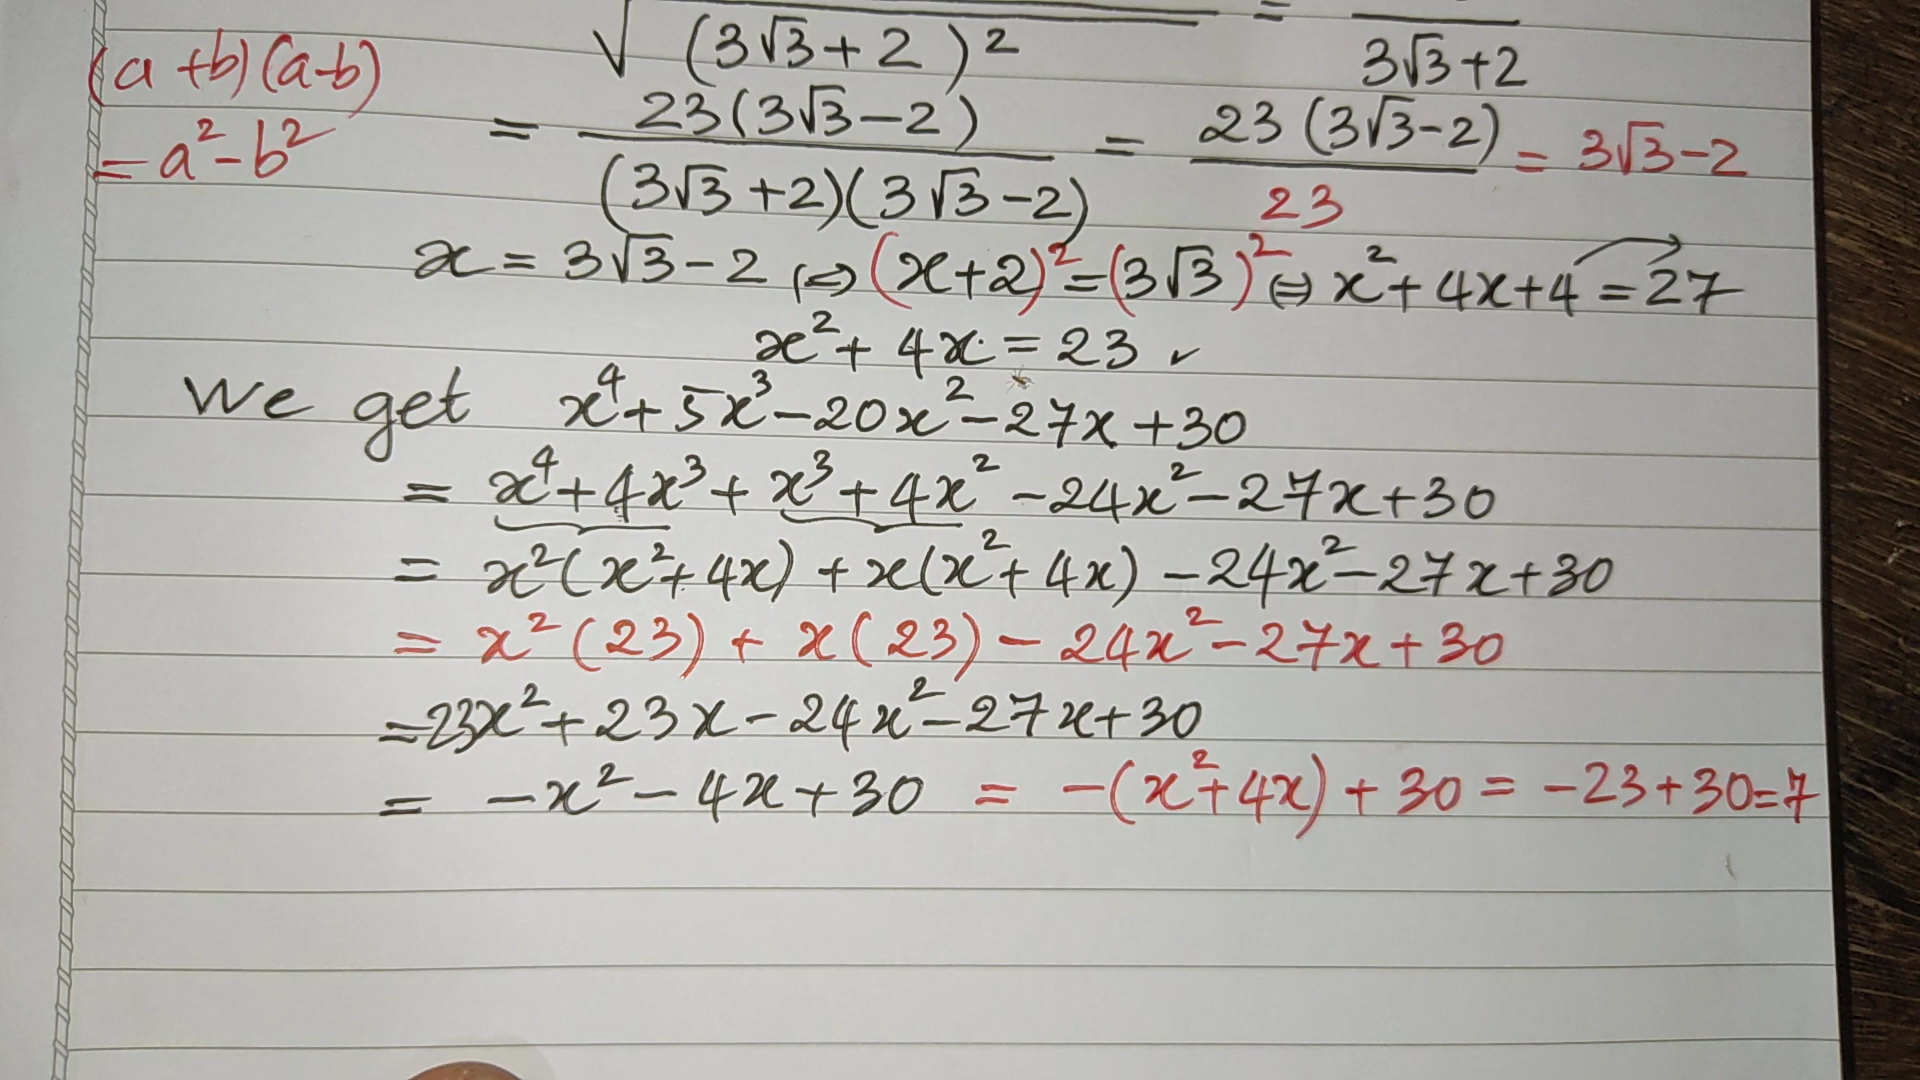 √(3√3+2)² = 3√3+2
(a+b)(a-b)
= a²-b²
= 23(3√3-2) / (3√3+2)(3√3-2) = 23(3√3-2) / 23 = 3√3-2
x = 3√3-2 ⇔ (x+2)² = (3√3)² ⇔ x²+4x+4 = 27
x²+4x = 23 ✓
We get x⁴+5x³-20x²-27x+30
= x⁴+4x³+x³+4x²-24x²-27x+30
= x²(x²+4x)+x(x²+4x)-24x²-27x+30
= x²(23)+x(23)-24x²-27x+30
= 23x²+23x-24x²-27x+30
= -x²-4x+30 = -(x²+4x)+30 = -23+30=7